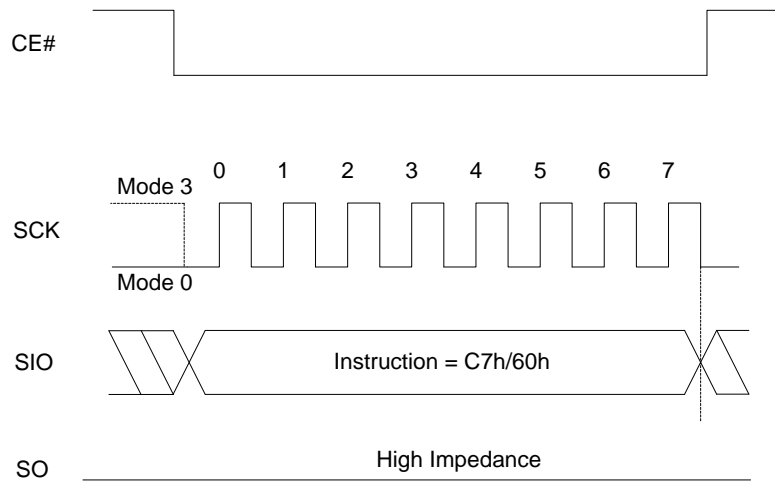 CE#
0 1 2 3 4 5 6 7
Mode 3
SCK
Mode 0
SIO
Instruction = C7h/60h
SO
High Impedance